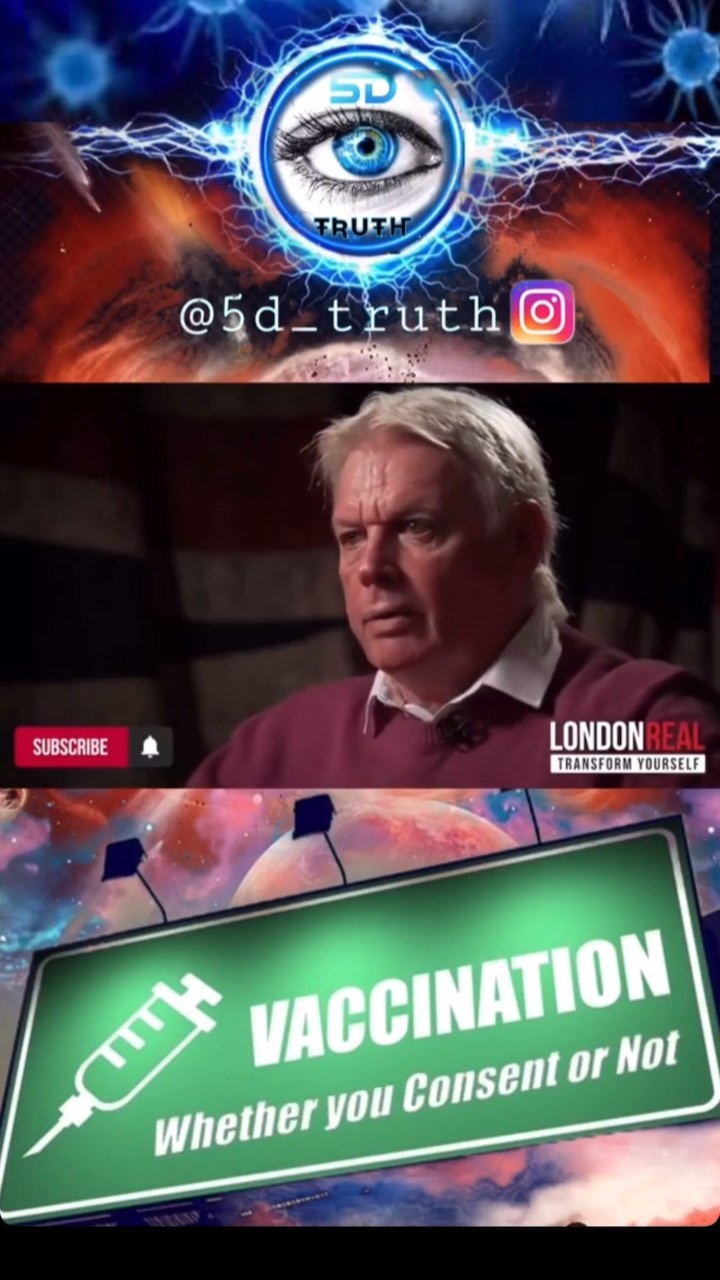 5D
TRUTH
@5d_truth
SUBSCRIBE
LONDONREAL
TRANSFORM YOURSELF
VACCINATION
Whether you Consent or Not